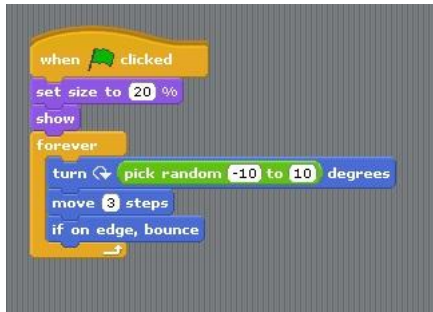 when clicked
set size to 20 %
show
forever
turn pick random -10 to 10 degrees
move 3 steps
if on edge, bounce